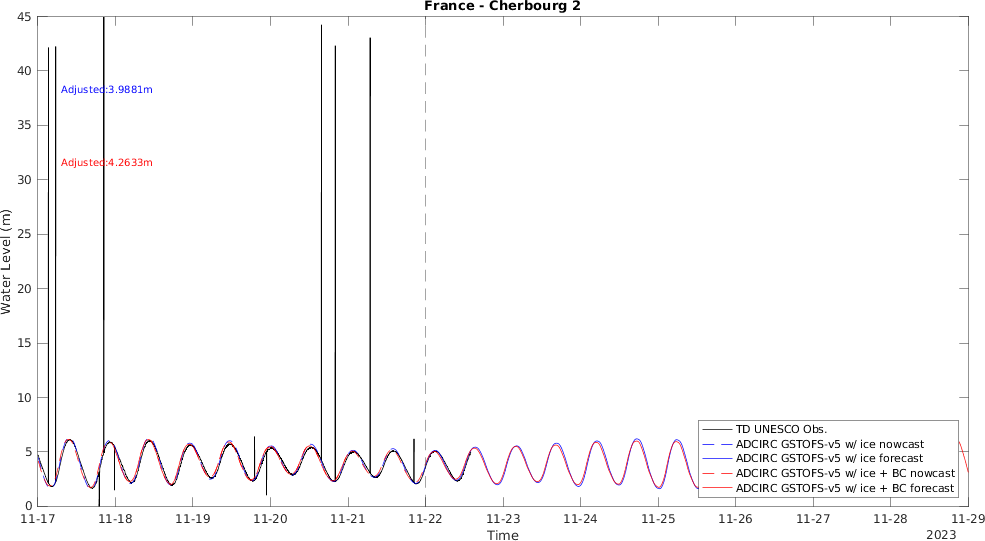 France - Cherbourg 2
45
40
35
30
25
20
15
10
5
0
Water Level (m)
Adjusted:3.9881m
Adjusted:4.2633m
TD UNESCO Obs.
ADCIRC GSTOFS-v5 w/ ice nowcast
ADCIRC GSTOFS-v5 w/ ice forecast
ADCIRC GSTOFS-v5 w/ ice + BC nowcast
ADCIRC GSTOFS-v5 w/ ice + BC forecast
11-17 11-18 11-19 11-20 11-21 11-22 11-23 11-24 11-25 11-26 11-27 11-28 11-29
Time
2023